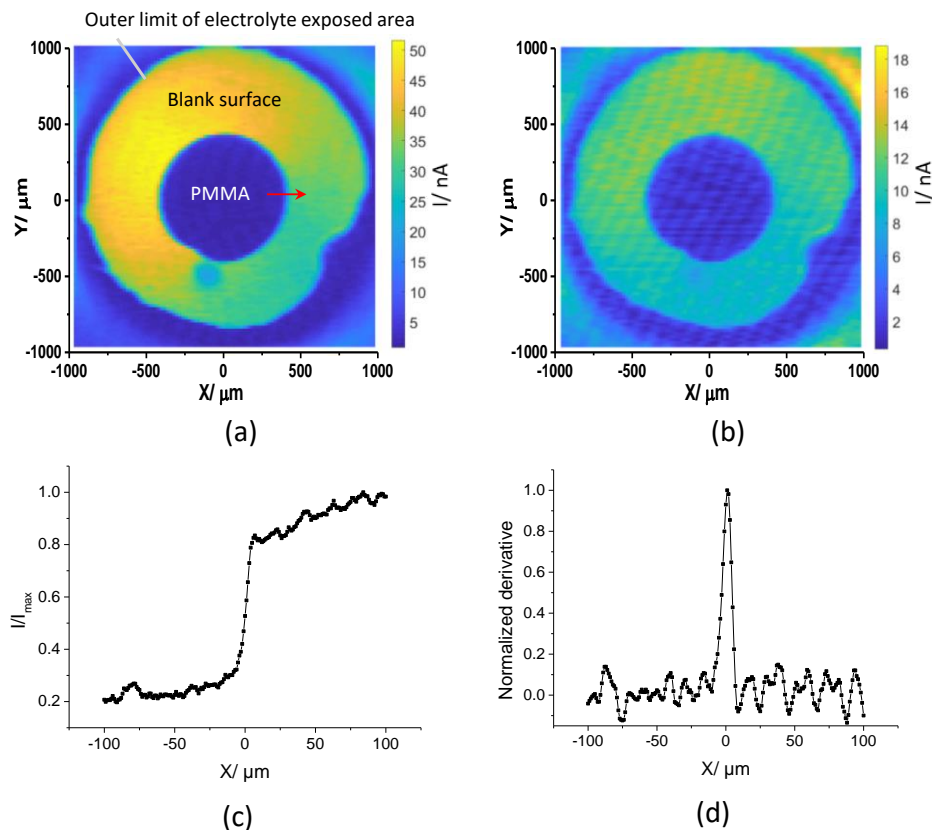 Outer limit of electrolyte exposed area
Blank surface
PMMA
1000
500
0
-500
-1000
Y/ μm
-1000 -500 0 500 1000
X/ μm
50
45
40
35
30
25
20
15
10
5
I/ nA
(a)
1000
500
0
-500
-1000
Y/ μm
-1000 -500 0 500 1000
X/ μm
18
16
14
12
10
8
6
4
2
I/ nA
(b)
1.0
0.8
0.6
0.4
0.2
I/Imax
-100 -50 0 50 100
X/ μm
(c)
1.0
0.8
0.6
0.4
0.2
0.0
Normalized derivative
-100 -50 0 50 100
X/ μm
(d)